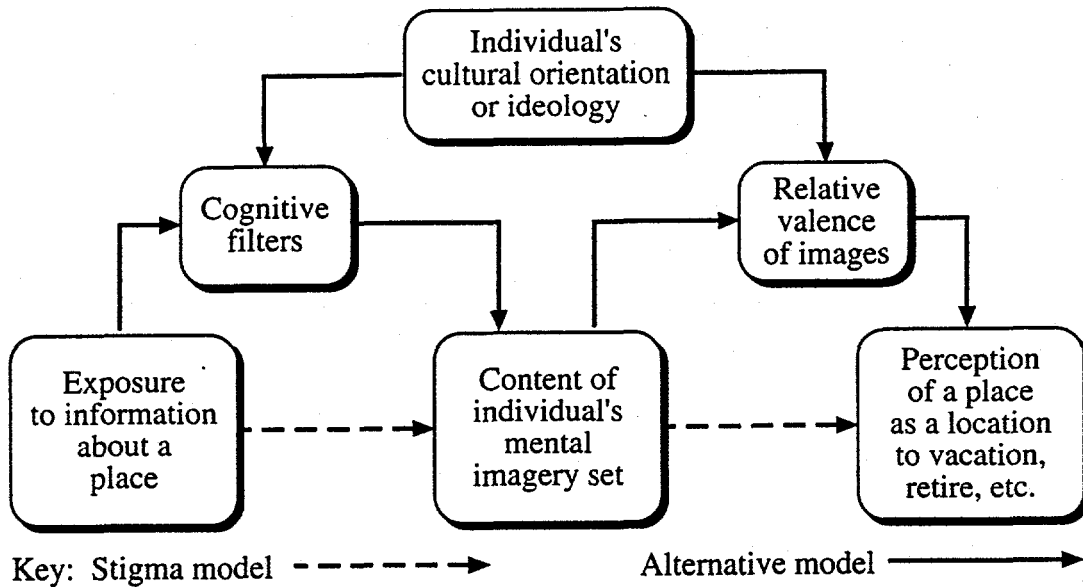 Individual's
cultural orientation
or ideology
Cognitive
filters
Relative
valence
of images
Exposure
to information
about a
place
Content of
individual's
mental
imagery set
Perception
of a place
as a location
to vacation,
retire, etc.
Key: Stigma model
Alternative model